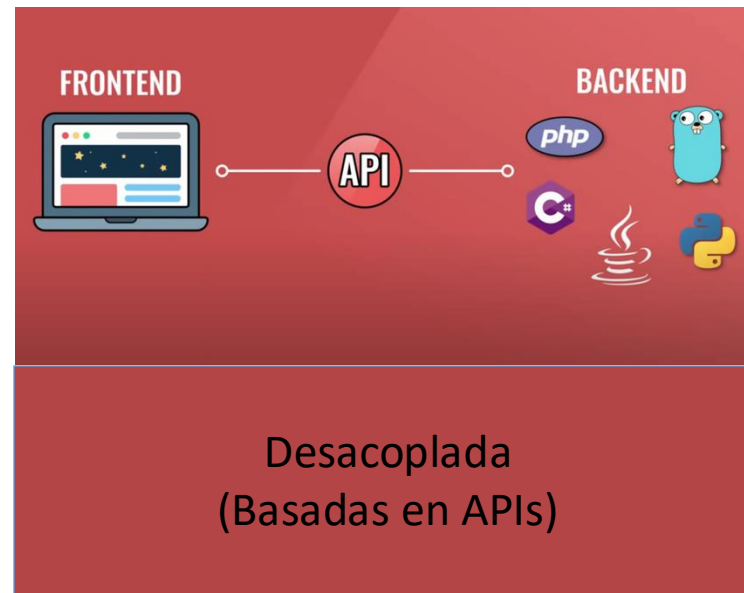 FRONTEND
BACKEND
API
php
C#
Desacoplada
(Basadas en APIs)